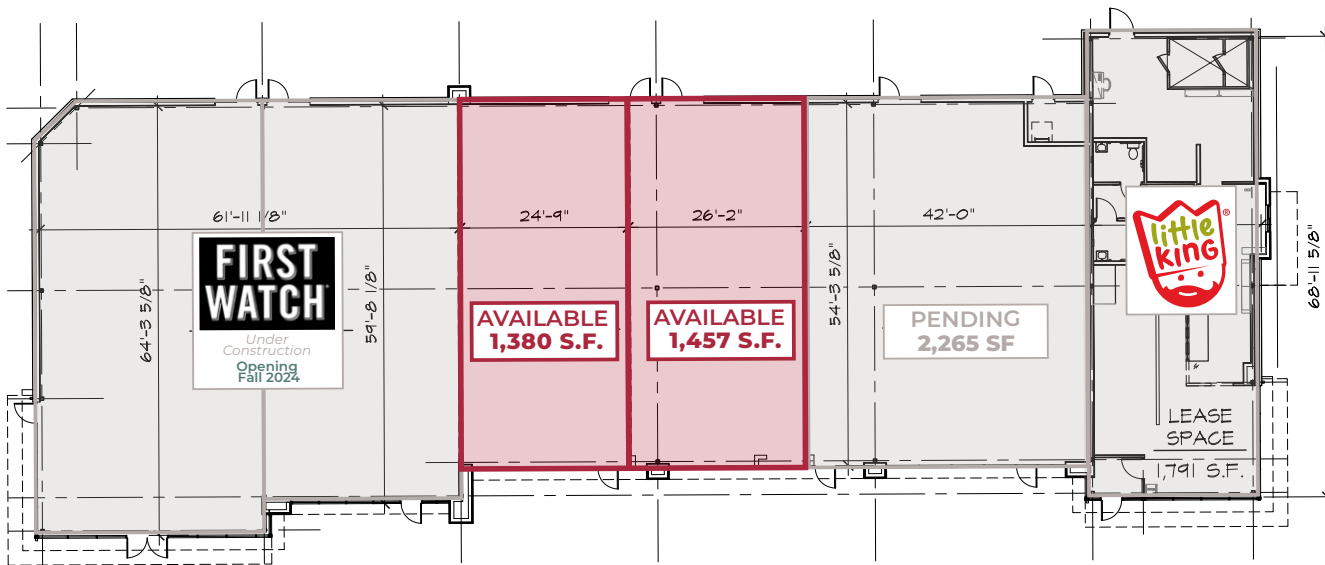 61'-11 1/8"
24'-9"
26'-2"
42'-0"
64'-3 5/8"
59'-8 1/8"
54'-3 5/8"
68'-11 5/8"
FIRST
WATCH
Under
Construction
Opening
Fall 2024
AVAILABLE
1,380 S.F.
AVAILABLE
1,457 S.F.
PENDING
2,265 SF
little
KING®
LEASE
SPACE
1,791 S.F.